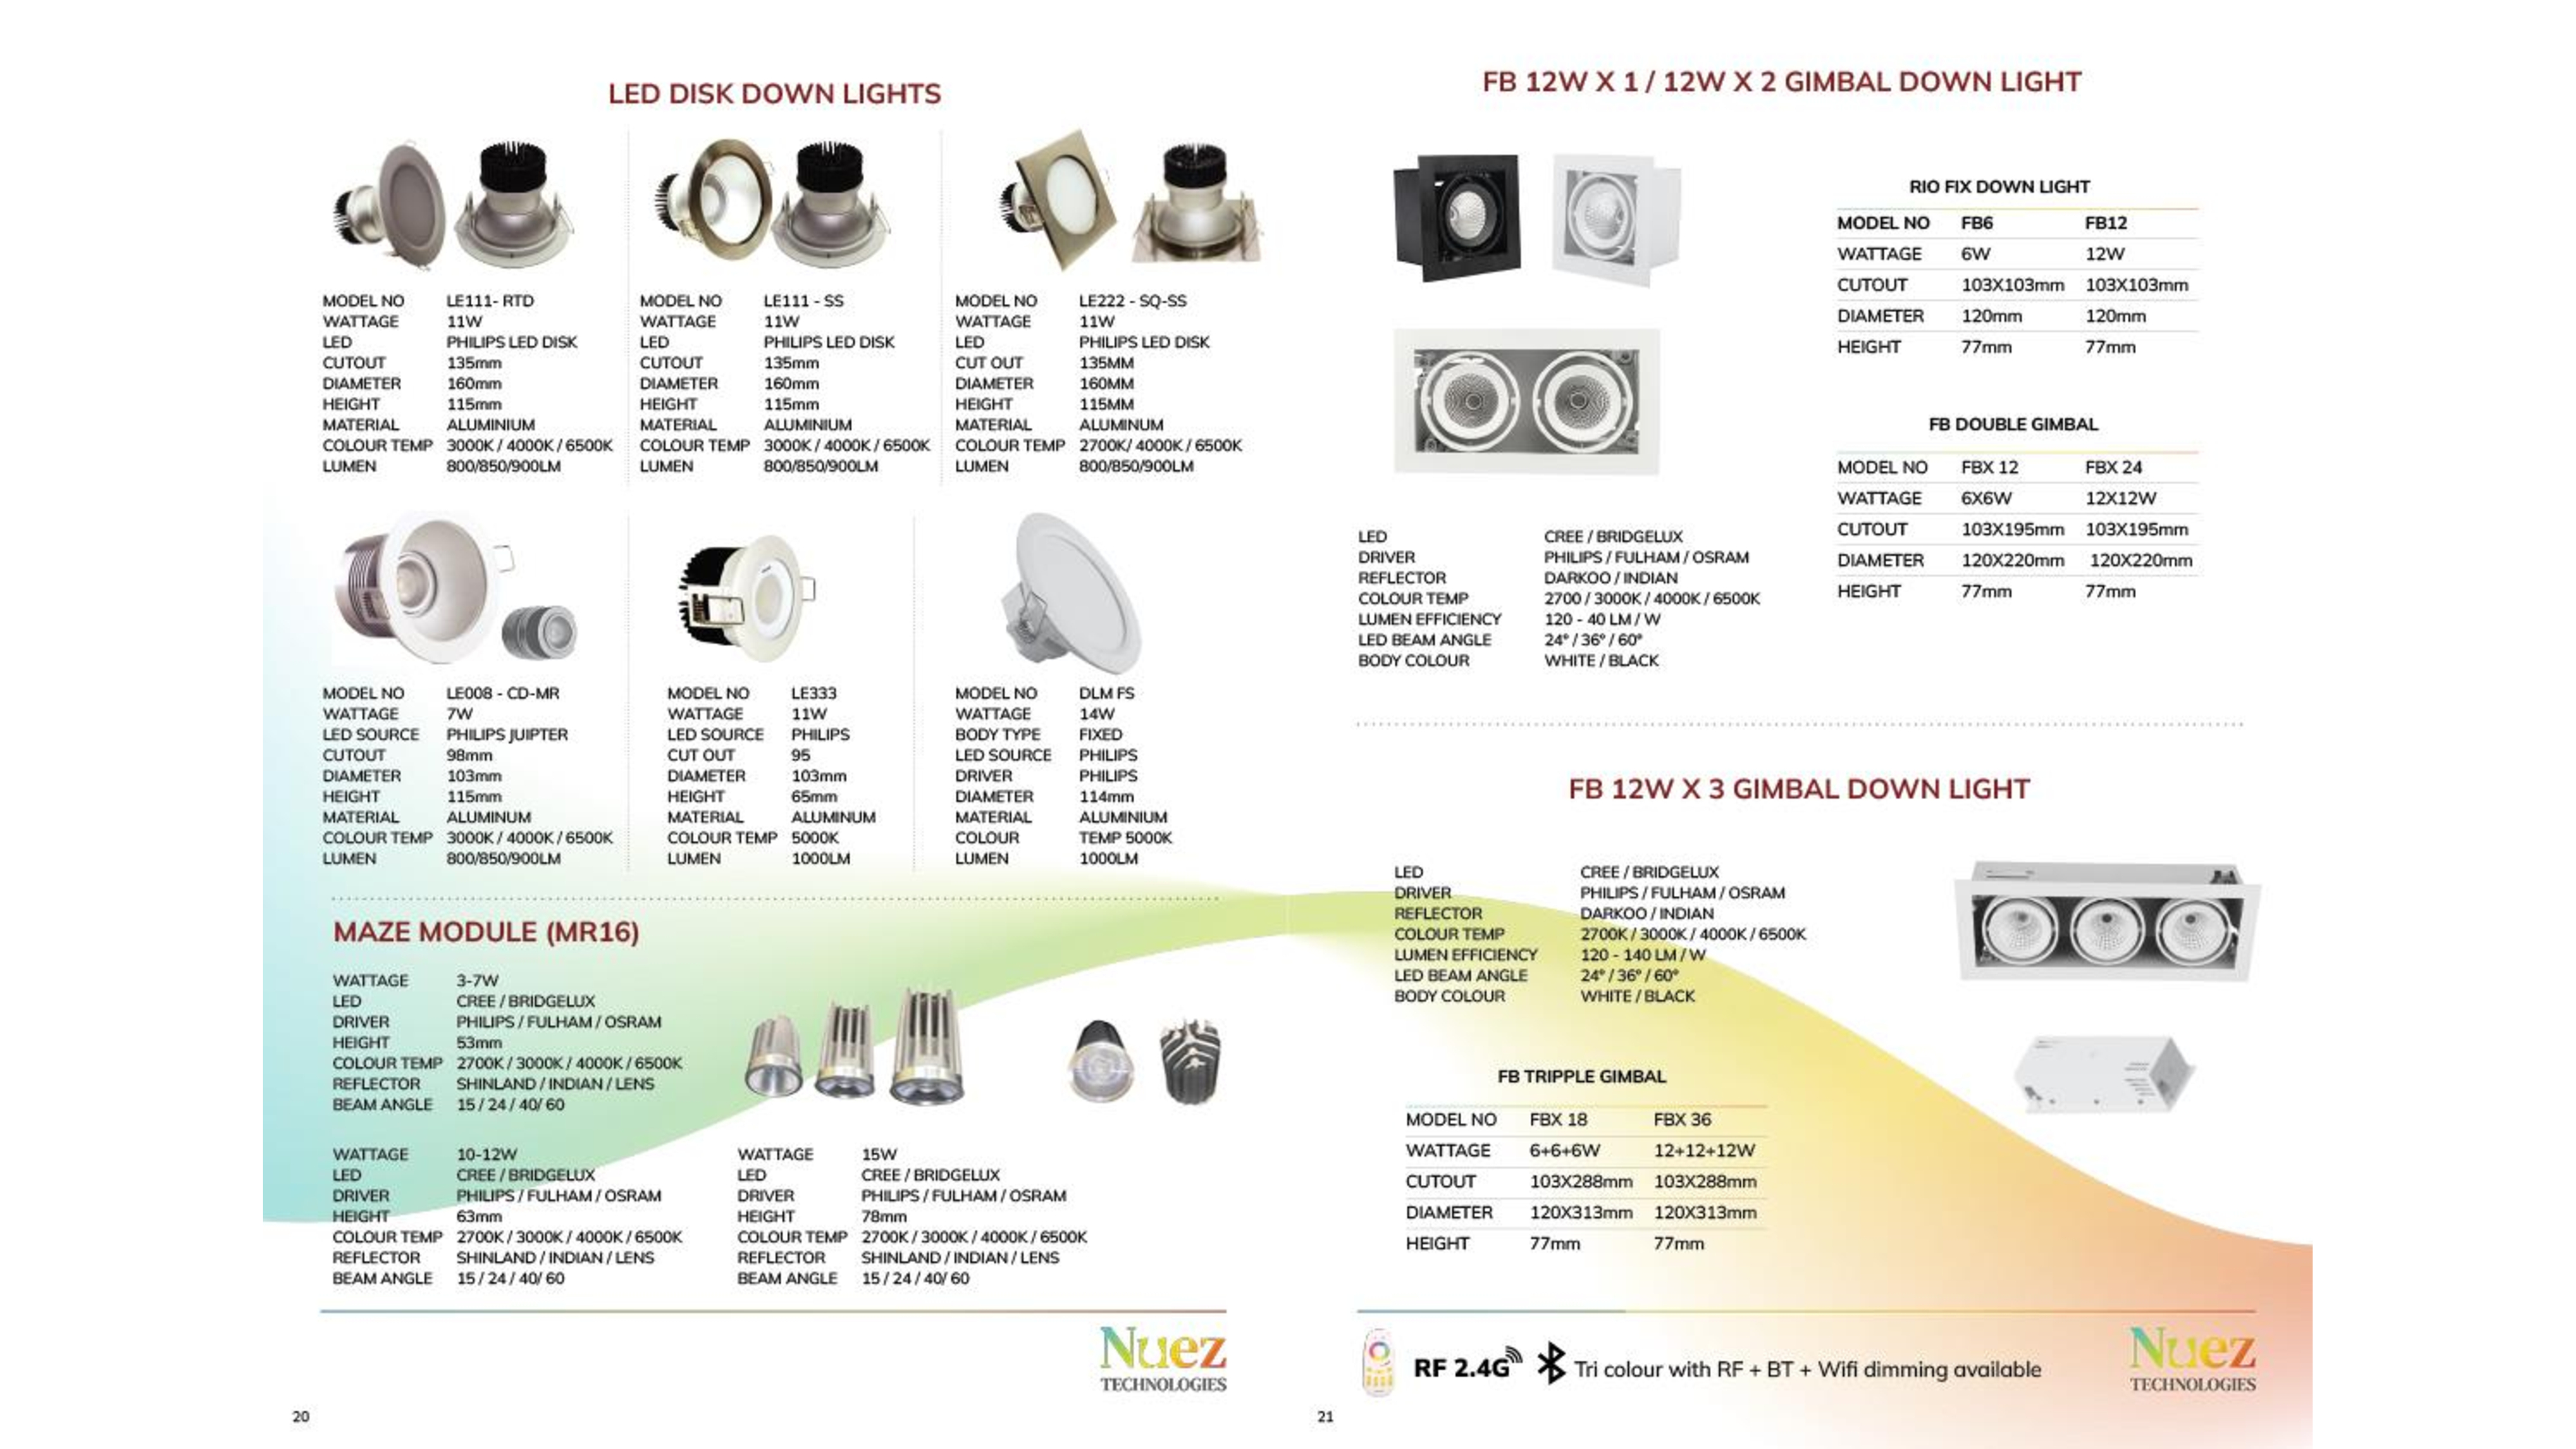 LED DISK DOWN LIGHTS
MODEL NO LE111- RTD
WATTAGE 11W
LED PHILIPS LED DISK
CUTOUT 135mm
DIAMETER 160mm
HEIGHT 115mm
MATERIAL ALUMINIUM
COLOUR TEMP 3000K / 4000K / 6500K
LUMEN 800/850/900LM
MODEL NO LE111 - SS
WATTAGE 11W
LED PHILIPS LED DISK
CUTOUT 135mm
DIAMETER 160mm
HEIGHT 115mm
MATERIAL ALUMINIUM
COLOUR TEMP 3000K / 4000K / 6500K
LUMEN 800/850/900LM
MODEL NO LE222 - SQ-SS
WATTAGE 11W
LED PHILIPS LED DISK
CUT OUT 135MM
DIAMETER 160MM
HEIGHT 115MM
MATERIAL ALUMINUM
COLOUR TEMP 2700K/ 4000K / 6500K
LUMEN 800/850/900LM
MODEL NO LE008 - CD-MR
WATTAGE 7W
LED SOURCE PHILIPS JUIPTER
CUTOUT 98mm
DIAMETER 103mm
HEIGHT 115mm
MATERIAL ALUMINUM
COLOUR TEMP 3000K / 4000K / 6500K
LUMEN 800/850/900LM
MODEL NO LE333
WATTAGE 11W
LED SOURCE PHILIPS
CUT OUT 95
DIAMETER 103mm
HEIGHT 65mm
MATERIAL ALUMINUM
COLOUR TEMP 5000K
LUMEN 1000LM
MODEL NO DLM FS
WATTAGE 14W
BODY TYPE FIXED
LED SOURCE PHILIPS
DRIVER PHILIPS
DIAMETER 114mm
MATERIAL ALUMINIUM
COLOUR TEMP 5000K
LUMEN 1000LM
MAZE MODULE (MR16)
WATTAGE 3-7W
LED CREE / BRIDGELUX
DRIVER PHILIPS / FULHAM / OSRAM
HEIGHT 53mm
COLOUR TEMP 2700K / 3000K / 4000K / 6500K
REFLECTOR SHINLAND / INDIAN / LENS
BEAM ANGLE 15 / 24 / 40/ 60
WATTAGE 10-12W
LED CREE / BRIDGELUX
DRIVER PHILIPS / FULHAM / OSRAM
HEIGHT 63mm
COLOUR TEMP 2700K / 3000K / 4000K / 6500K
REFLECTOR SHINLAND / INDIAN / LENS
BEAM ANGLE 15 / 24 / 40/ 60
WATTAGE 15W
LED CREE / BRIDGELUX
DRIVER PHILIPS / FULHAM / OSRAM
HEIGHT 78mm
COLOUR TEMP 2700K / 3000K / 4000K / 6500K
REFLECTOR SHINLAND / INDIAN / LENS
BEAM ANGLE 15 / 24 / 40/ 60
Nuez
TECHNOLOGIES
20
FB 12W X 1 / 12W X 2 GIMBAL DOWN LIGHT
RIO FIX DOWN LIGHT
MODEL NO FB6 FB12
WATTAGE 6W 12W
CUTOUT 103X103mm 103X103mm
DIAMETER 120mm 120mm
HEIGHT 77mm 77mm
FB DOUBLE GIMBAL
MODEL NO FBX 12 FBX 24
WATTAGE 6X6W 12X12W
CUTOUT 103X195mm 103X195mm
DIAMETER 120X220mm 120X220mm
HEIGHT 77mm 77mm
LED CREE / BRIDGELUX
DRIVER PHILIPS / FULHAM / OSRAM
REFLECTOR DARKOO / INDIAN
COLOUR TEMP 2700 / 3000K / 4000K / 6500K
LUMEN EFFICIENCY 120 - 40 LM / W
LED BEAM ANGLE 24° / 36° / 60°
BODY COLOUR WHITE / BLACK
FB 12W X 3 GIMBAL DOWN LIGHT
LED CREE / BRIDGELUX
DRIVER PHILIPS / FULHAM / OSRAM
REFLECTOR DARKOO / INDIAN
COLOUR TEMP 2700K / 3000K / 4000K / 6500K
LUMEN EFFICIENCY 120 - 140 LM / W
LED BEAM ANGLE 24° / 36° / 60°
BODY COLOUR WHITE / BLACK
FB TRIPPLE GIMBAL
MODEL NO FBX 18 FBX 36
WATTAGE 6+6+6W 12+12+12W
CUTOUT 103X288mm 103X288mm
DIAMETER 120X313mm 120X313mm
HEIGHT 77mm 77mm
RF 2.4G Tri colour with RF + BT + Wifi dimming available
Nuez
TECHNOLOGIES
21